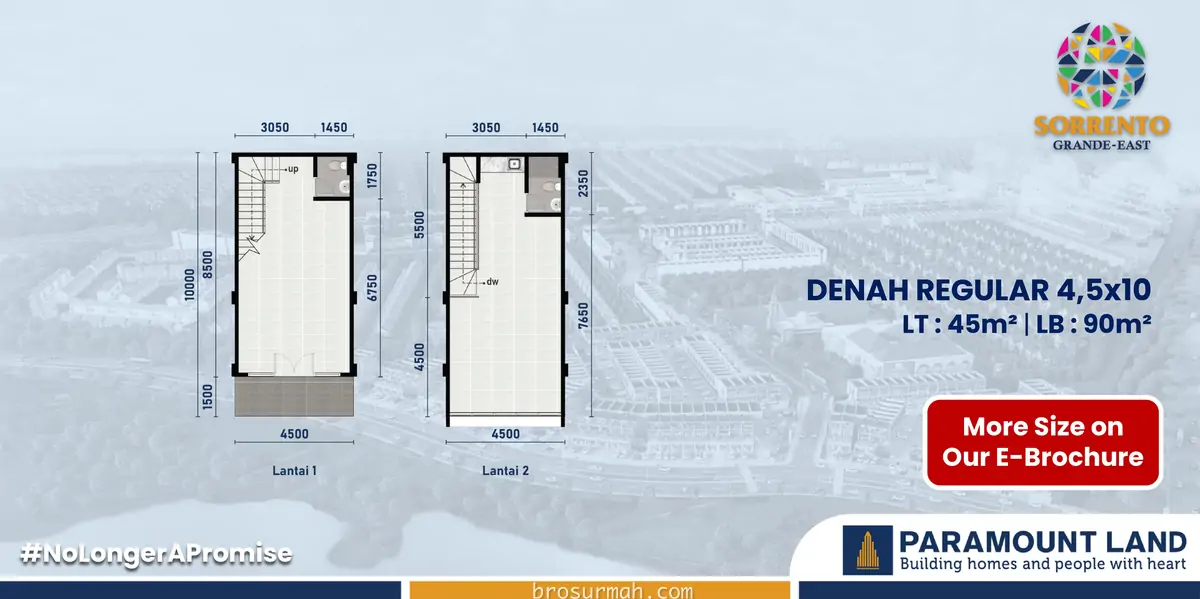 SORRENTO
GRANDE-EAST
3050 1450
3050 1450
up
1750
6750
10000
8500
1500
4500
Lantai 1
5500
4500
dw
2350
7650
4500
Lantai 2
DENAH REGULAR 4,5x10
LT : 45m² | LB : 90m²
More Size on
Our E-Brochure
#NoLongerAPromise
PARAMOUNT LAND
Building homes and people with heart
brosurmah.com